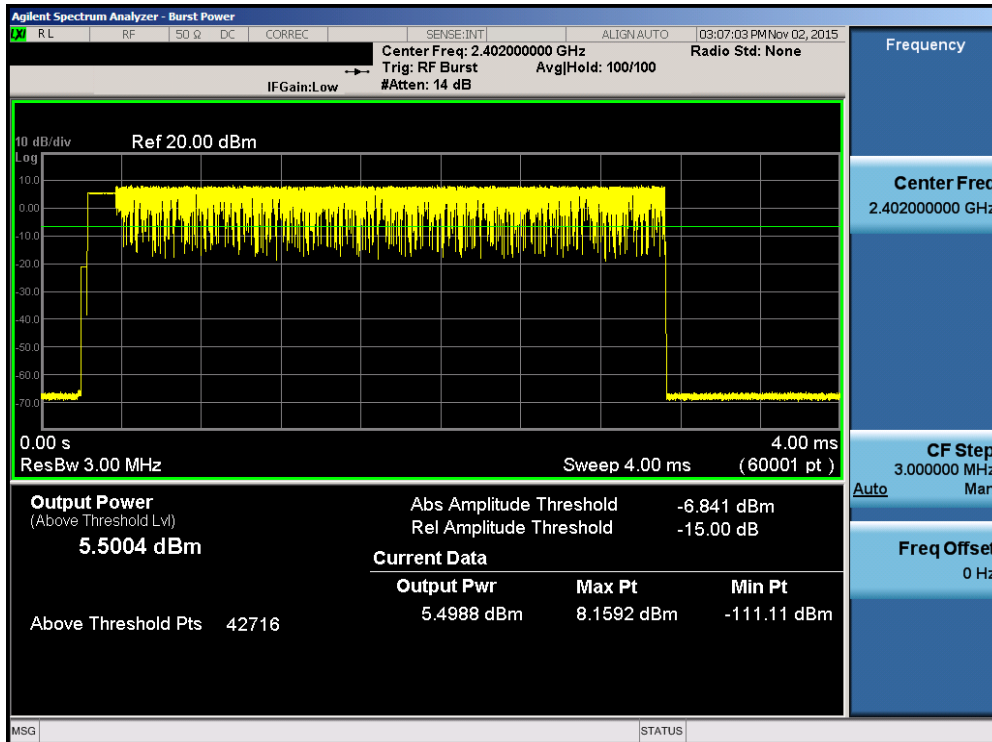 Agilent Spectrum Analyzer - Burst Power
LXI RL RF 50 Ω DC CORREC SENSE:INT ALIGN AUTO 03:07:03 PM Nov 02, 2015
Center Freq: 2.402000000 GHz Radio Std: None
Trig: RF Burst Avg|Hold: 100/100
IFGain:Low #Atten: 14 dB
10 dB/div Ref 20.00 dBm
Log
10.0
0.00
-10.0
-20.0
-30.0
-40.0
-50.0
-60.0
-70.0
0.00 s 4.00 ms
ResBw 3.00 MHz Sweep 4.00 ms (60001 pt)
Output Power
(Above Threshold Lvl)
5.5004 dBm
Above Threshold Pts 42716
Abs Amplitude Threshold -6.841 dBm
Rel Amplitude Threshold -15.00 dB
Current Data
Output Pwr Max Pt Min Pt
5.4988 dBm 8.1592 dBm -111.11 dBm
MSG STATUS
Frequency
Center Freq
2.402000000 GHz
CF Step
3.000000 MHz
Auto Man
Freq Offset
0 Hz